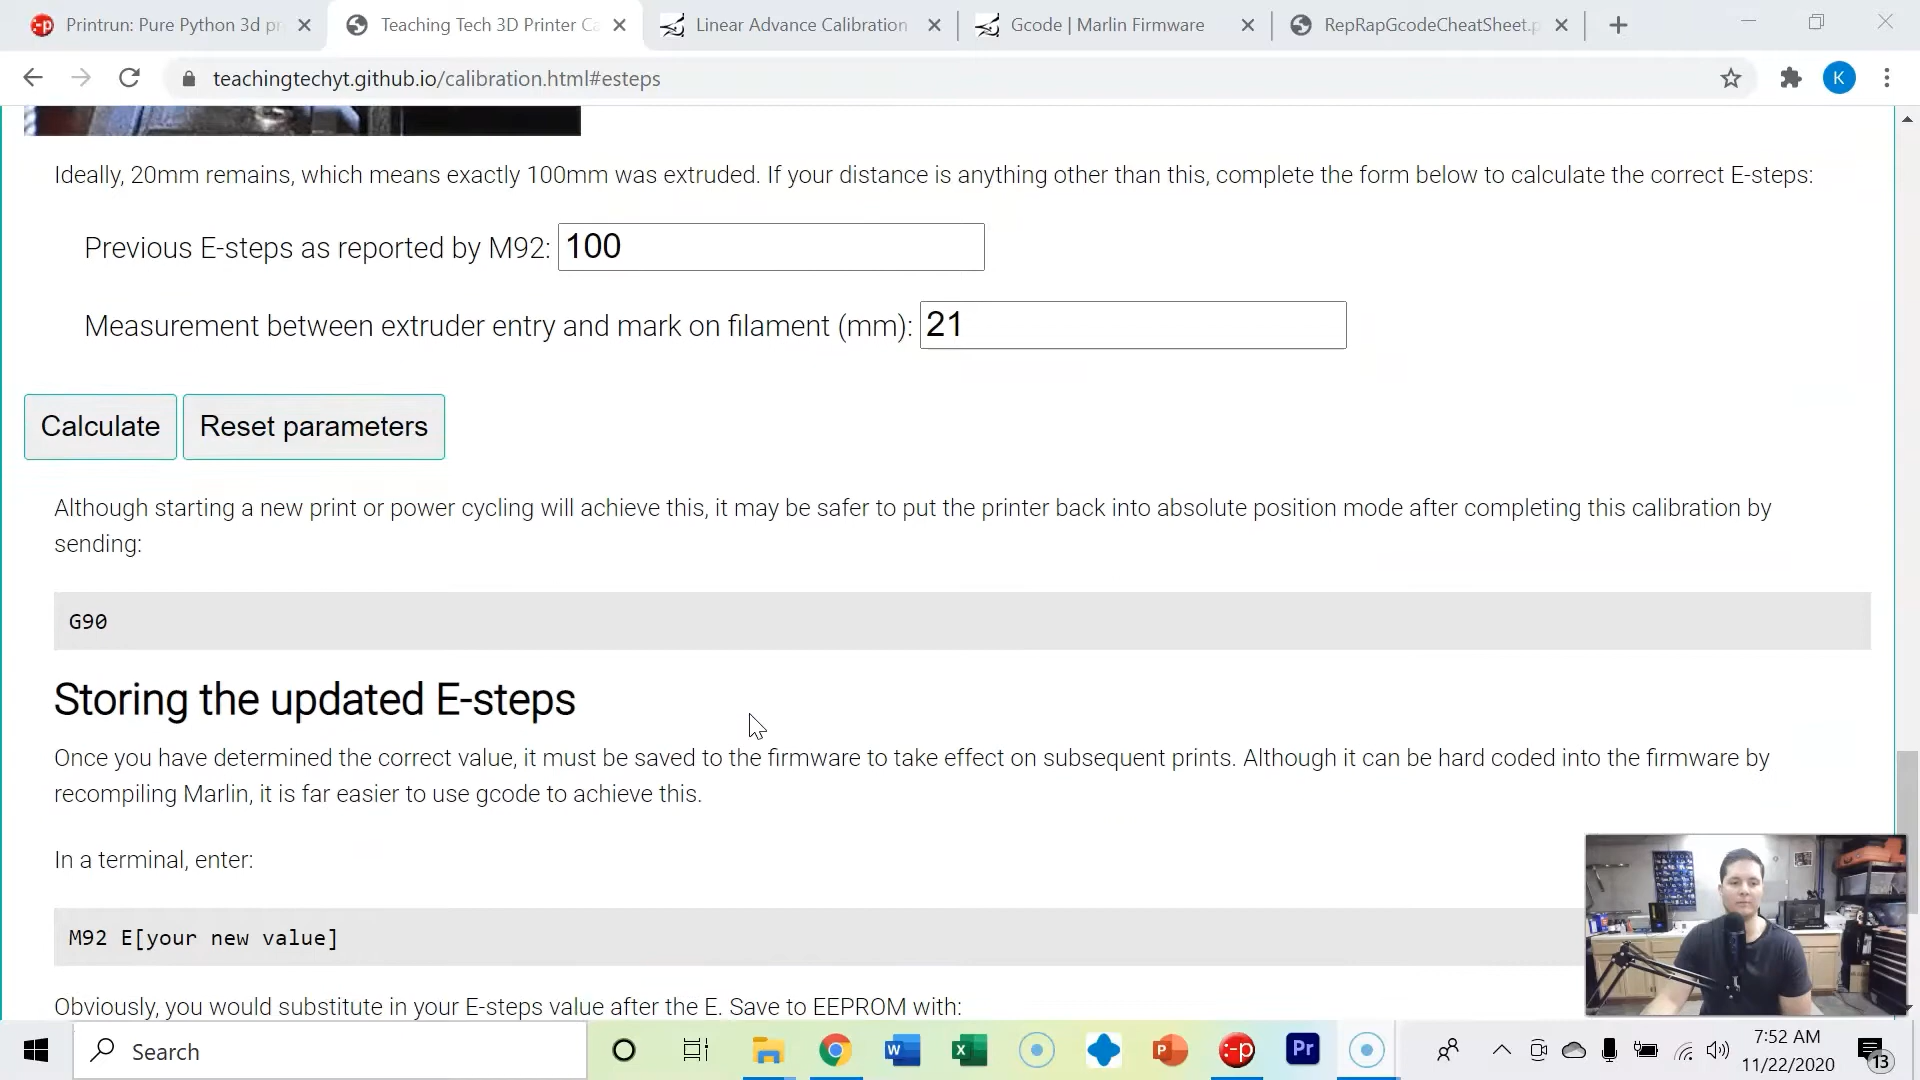 Printrun: Pure Python 3d pr
Teaching Tech 3D Printer Ca
Linear Advance Calibration
Gcode | Marlin Firmware
RepRapGcodeCheatSheet.p
teachingtechyt.github.io/calibration.html#esteps
K
Ideally, 20mm remains, which means exactly 100mm was extruded. If your distance is anything other than this, complete the form below to calculate the correct E-steps:
Previous E-steps as reported by M92: 100
Measurement between extruder entry and mark on filament (mm): 21
Calculate Reset parameters
Although starting a new print or power cycling will achieve this, it may be safer to put the printer back into absolute position mode after completing this calibration by
sending:
G90
Storing the updated E-steps
Once you have determined the correct value, it must be saved to the firmware to take effect on subsequent prints. Although it can be hard coded into the firmware by
recompiling Marlin, it is far easier to use gcode to achieve this.
In a terminal, enter:
M92 E[your new value]
Obviously, you would substitute in your E-steps value after the E. Save to EEPROM with:
Search
7:52 AM
11/22/2020
13